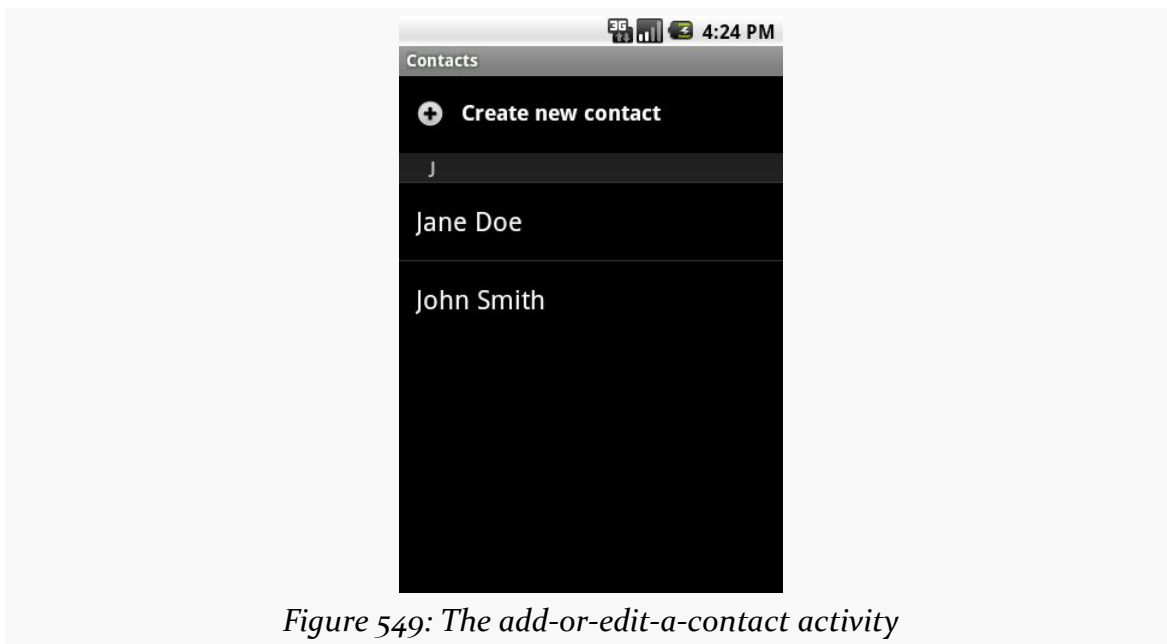 3G 4:24 PM
Contacts
Create new contact
J
Jane Doe
John Smith
Figure 549: The add-or-edit-a-contact activity